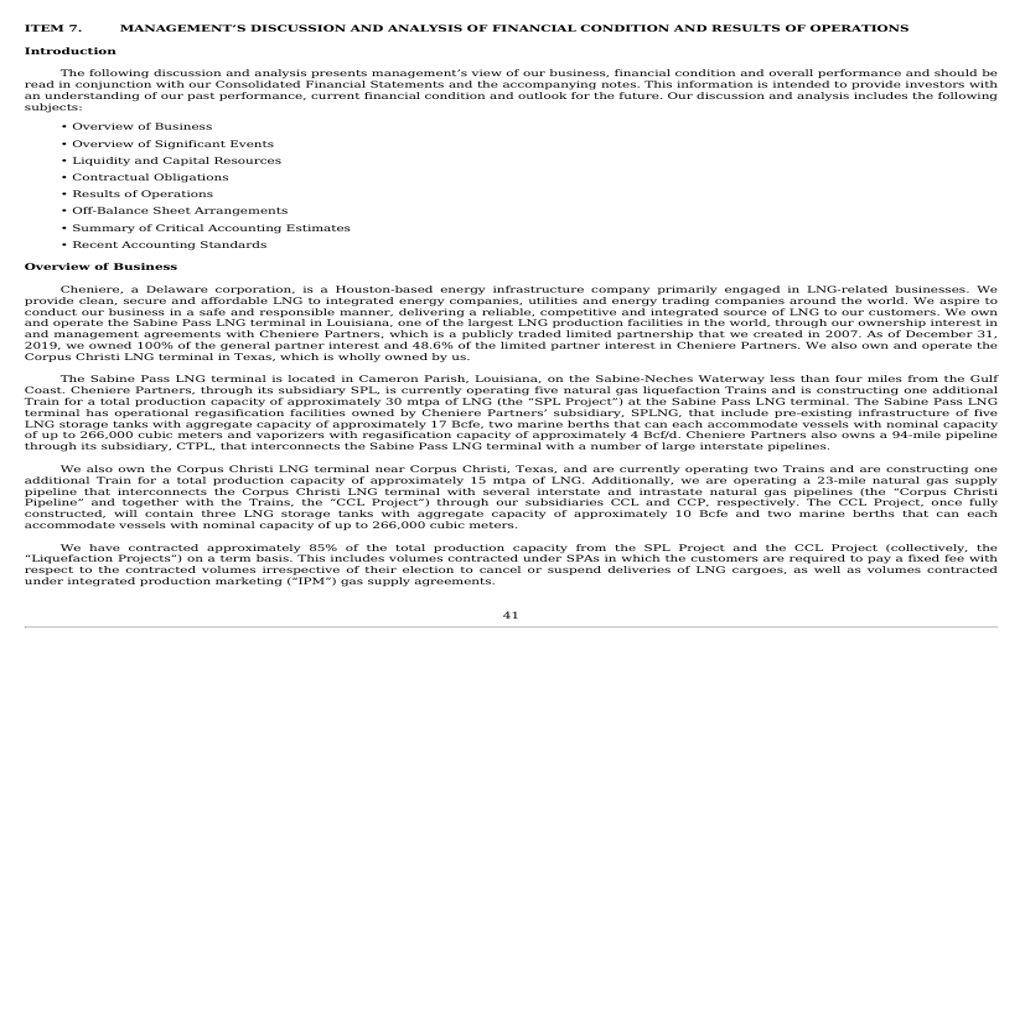 ITEM 7. MANAGEMENT’S DISCUSSION AND ANALYSIS OF FINANCIAL CONDITION AND RESULTS OF OPERATIONS
Introduction
The following discussion and analysis presents management’s view of our business, financial condition and overall performance and should be
read in conjunction with our Consolidated Financial Statements and the accompanying notes. This information is intended to provide investors with
an understanding of our past performance, current financial condition and outlook for the future. Our discussion and analysis includes the following
subjects:
• Overview of Business
• Overview of Significant Events
• Liquidity and Capital Resources
• Contractual Obligations
• Results of Operations
• Off-Balance Sheet Arrangements
• Summary of Critical Accounting Estimates
• Recent Accounting Standards
Overview of Business
Cheniere, a Delaware corporation, is a Houston-based energy infrastructure company primarily engaged in LNG-related businesses. We
provide clean, secure and affordable LNG to integrated energy companies, utilities and energy trading companies around the world. We aspire to
conduct our business in a safe and responsible manner, delivering a reliable, competitive and integrated source of LNG to our customers. We own
and operate the Sabine Pass LNG terminal in Louisiana, one of the largest LNG production facilities in the world, through our ownership interest in
and management agreements with Cheniere Partners, which is a publicly traded limited partnership that we created in 2007. As of December 31,
2019, we owned 100% of the general partner interest and 48.6% of the limited partner interest in Cheniere Partners. We also own and operate the
Corpus Christi LNG terminal in Texas, which is wholly owned by us.
The Sabine Pass LNG terminal is located in Cameron Parish, Louisiana, on the Sabine-Neches Waterway less than four miles from the Gulf
Coast. Cheniere Partners, through its subsidiary SPL, is currently operating five natural gas liquefaction Trains and is constructing one additional
Train for a total production capacity of approximately 30 mtpa of LNG (the “SPL Project”) at the Sabine Pass LNG terminal. The Sabine Pass LNG
terminal has operational regasification facilities owned by Cheniere Partners’ subsidiary, SPLNG, that include pre-existing infrastructure of five
LNG storage tanks with aggregate capacity of approximately 17 Bcfe, two marine berths that can each accommodate vessels with nominal capacity
of up to 266,000 cubic meters and vaporizers with regasification capacity of approximately 4 Bcf/d. Cheniere Partners also owns a 94-mile pipeline
through its subsidiary, CTPL, that interconnects the Sabine Pass LNG terminal with a number of large interstate pipelines.
We also own the Corpus Christi LNG terminal near Corpus Christi, Texas, and are currently operating two Trains and are constructing one
additional Train for a total production capacity of approximately 15 mtpa of LNG. Additionally, we are operating a 23-mile natural gas supply
pipeline that interconnects the Corpus Christi LNG terminal with several interstate and intrastate natural gas pipelines (the “Corpus Christi
Pipeline” and together with the Trains, the “CCL Project”) through our subsidiaries CCL and CCP, respectively. The CCL Project, once fully
constructed, will contain three LNG storage tanks with aggregate capacity of approximately 10 Bcfe and two marine berths that can each
accommodate vessels with nominal capacity of up to 266,000 cubic meters.
We have contracted approximately 85% of the total production capacity from the SPL Project and the CCL Project (collectively, the
“Liquefaction Projects”) on a term basis. This includes volumes contracted under SPAs in which the customers are required to pay a fixed fee with
respect to the contracted volumes irrespective of their election to cancel or suspend deliveries of LNG cargoes, as well as volumes contracted
under integrated production marketing (“IPM”) gas supply agreements.
41